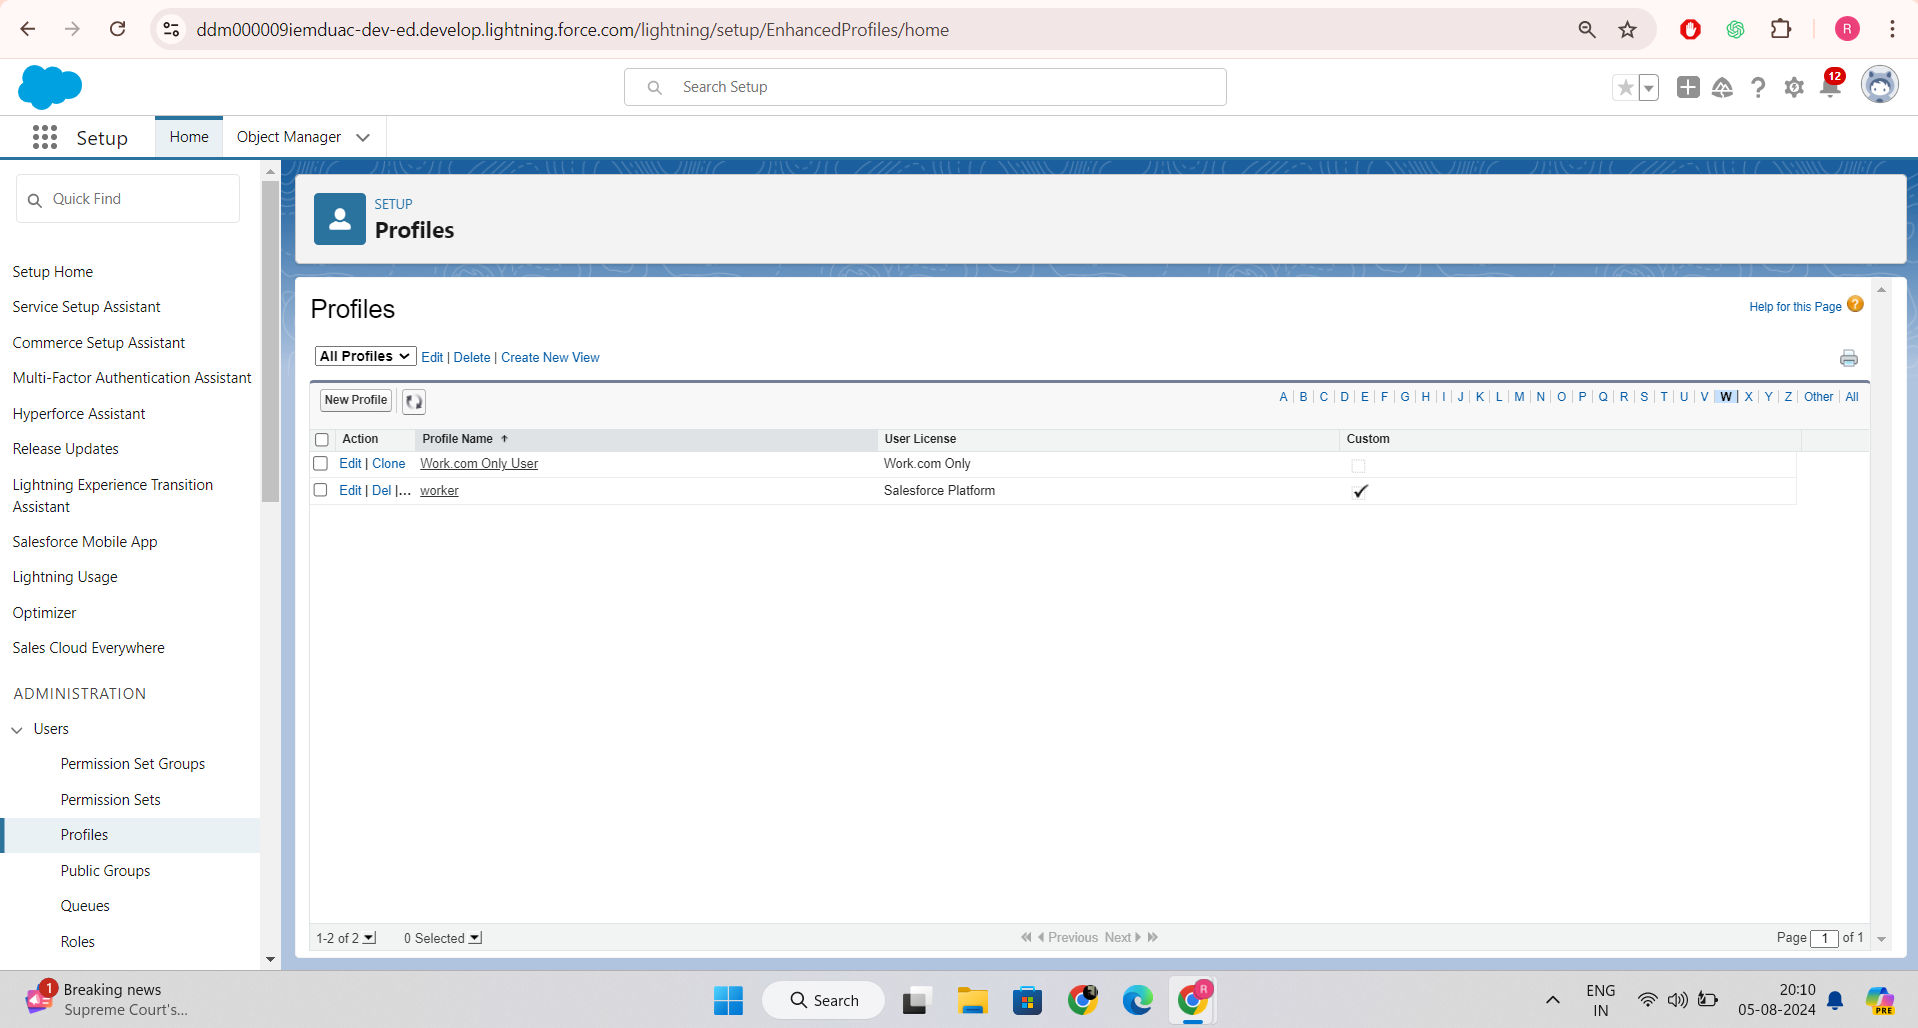 ddm000009iemduac-dev-ed.develop.lightning.force.com/lightning/setup/EnhancedProfiles/home
R
Search Setup
12
Setup
Home
Object Manager
Quick Find
Setup Home
Service Setup Assistant
Commerce Setup Assistant
Multi-Factor Authentication Assistant
Hyperforce Assistant
Release Updates
Lightning Experience Transition
Assistant
Salesforce Mobile App
Lightning Usage
Optimizer
Sales Cloud Everywhere
ADMINISTRATION
Users
Permission Set Groups
Permission Sets
Profiles
Public Groups
Queues
Roles
SETUP
Profiles
Profiles
Help for this Page ?
All Profiles Edit | Delete | Create New View
New Profile
A | B | C | D | E | F | G | H | I | J | K | L | M | N | O | P | Q | R | S | T | U | V | W | X | Y | Z | Other | All
Action Profile Name User License Custom
Edit | Clone Work.com Only User Work.com Only
Edit | Del |... worker Salesforce Platform
1-2 of 2 0 Selected Previous Next Page 1 of 1
1
Breaking news
Supreme Court's...
Search
R
ENG
IN
20:10
05-08-2024
PRE